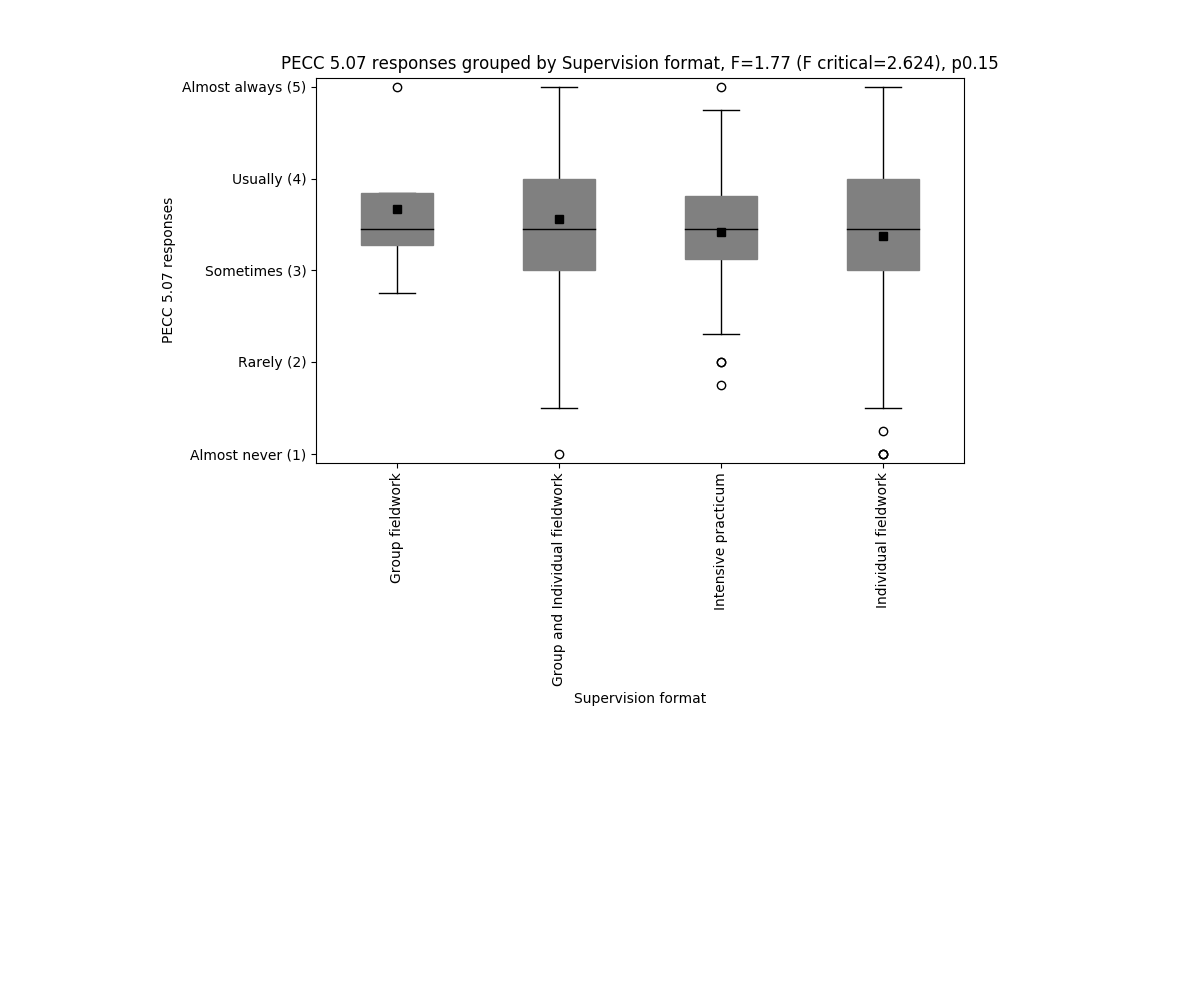 PECC 5.07 responses grouped by Supervision format, F=1.77 (F critical=2.624), p0.15
Almost always (5)
Usually (4)
Sometimes (3)
Rarely (2)
Almost never (1)
PECC 5.07 responses
Group fieldwork
Group and Individual fieldwork
Intensive practicum
Individual fieldwork
Supervision format